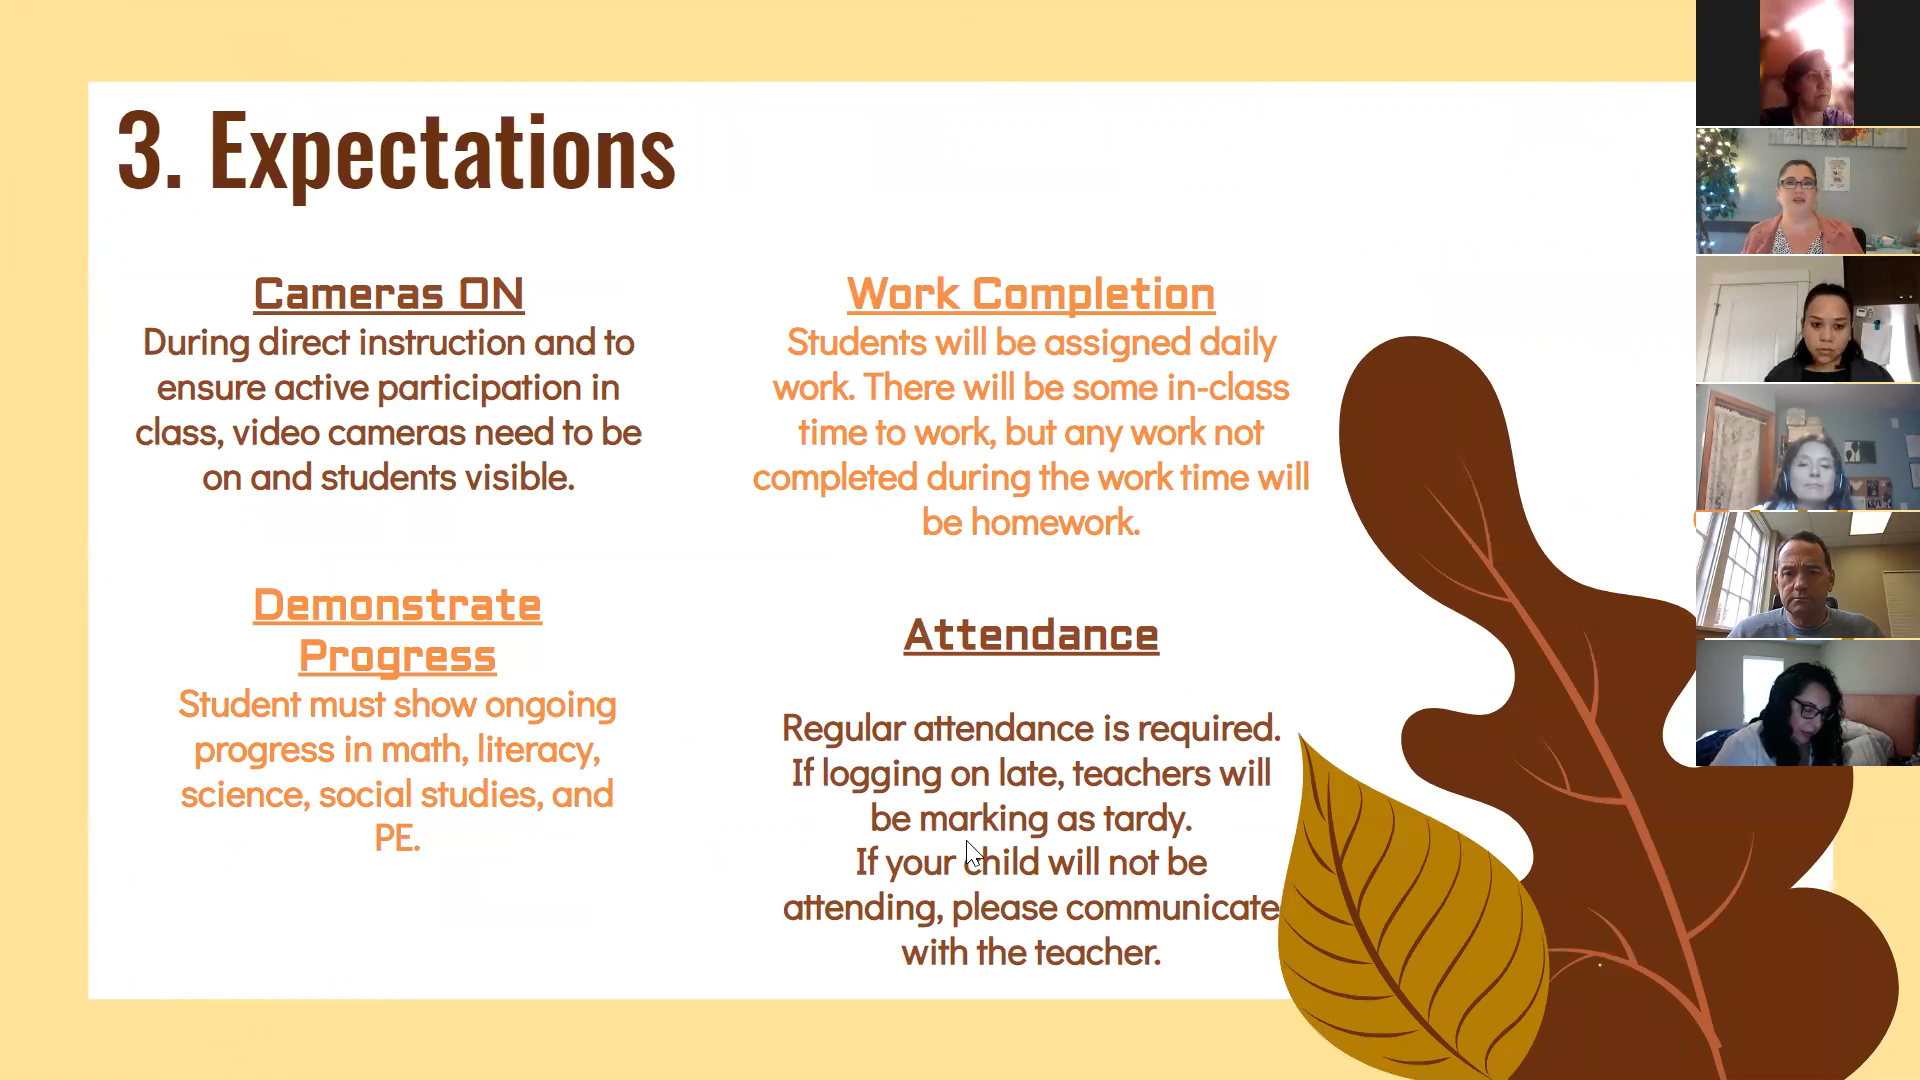 3. Expectations
Cameras ON
During direct instruction and to
ensure active participation in
class, video cameras need to be
on and students visible.
Work Completion
Students will be assigned daily
work. There will be some in-class
time to work, but any work not
completed during the work time will
be homework.
Demonstrate
Progress
Student must show ongoing
progress in math, literacy,
science, social studies, and
PE.
Attendance
Regular attendance is required.
If logging on late, teachers will
be marking as tardy.
If your child will not be
attending, please communicate
with the teacher.